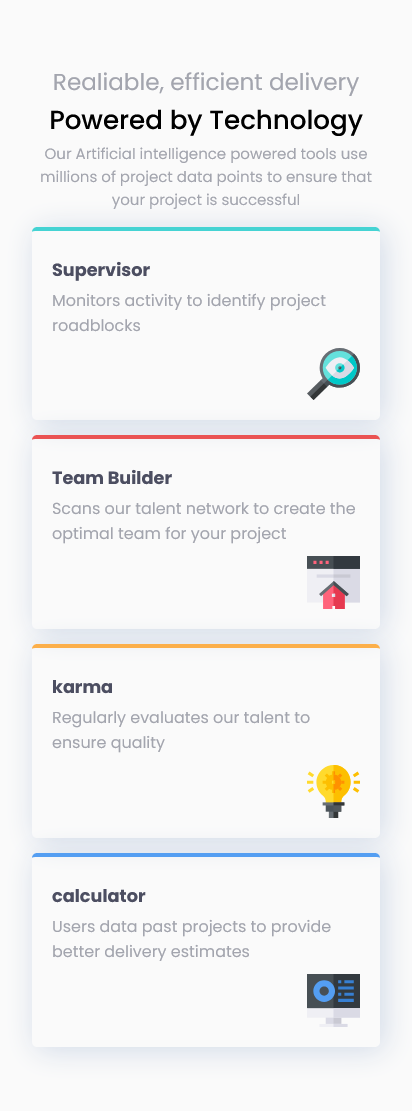 Realiable, efficient delivery
Powered by Technology
Our Artificial intelligence powered tools use
millions of project data points to ensure that
your project is successful
Supervisor
Monitors activity to identify project
roadblocks
Team Builder
Scans our talent network to create the
optimal team for your project
karma
Regularly evaluates our talent to
ensure quality
calculator
Users data past projects to provide
better delivery estimates